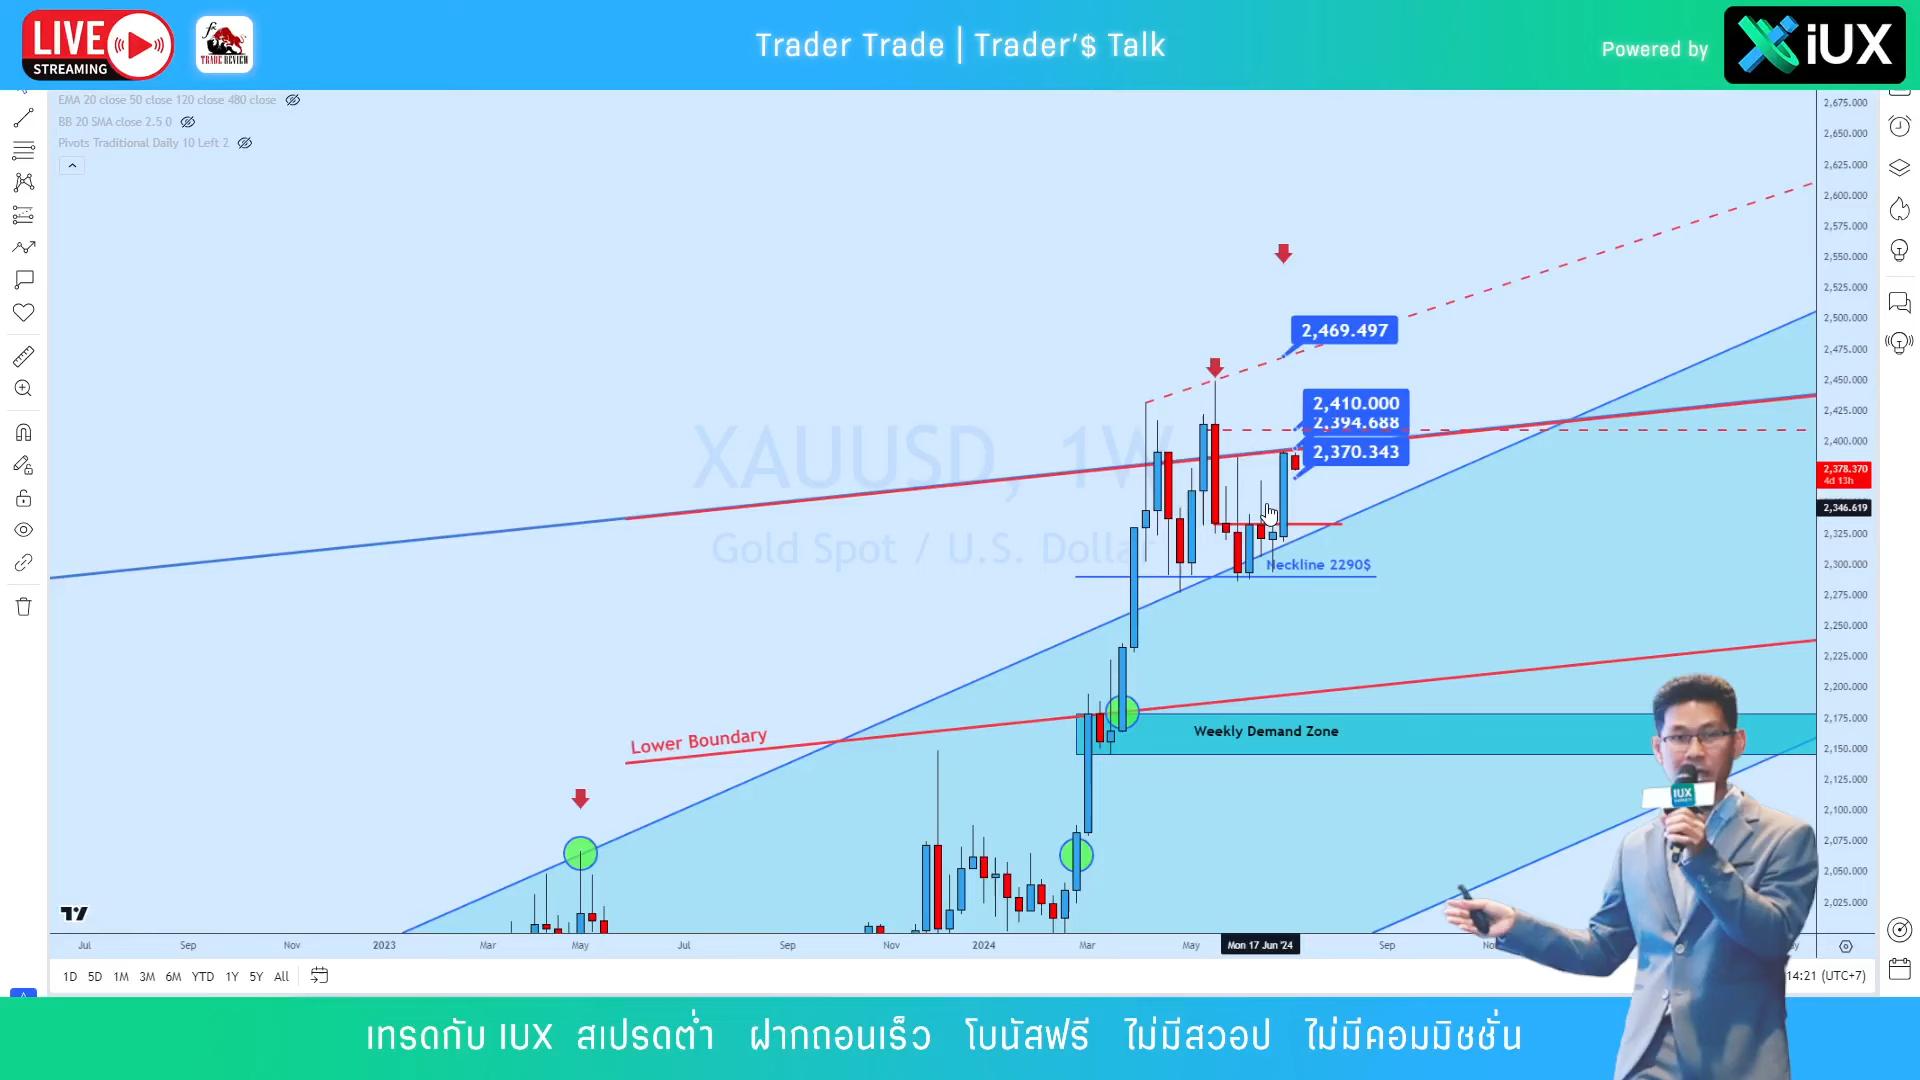 LIVE
STREAMING
fx
TRADE REVIEW
Trader Trade | Trader'$ Talk
Powered by
iUX
EMA 20 close 50 close 120 close 480 close
BB 20 SMA close 2.5 0
Pivots Traditional Daily 10 Left 2
XAUUSD, 1W
Gold Spot / U.S. Dollar
2,469.497
2,410.000
2,394.688
2,370.343
Neckline 2290$
Weekly Demand Zone
Lower Boundary
2,675.000
2,650.000
2,625.000
2,600.000
2,575.000
2,550.000
2,525.000
2,500.000
2,475.000
2,450.000
2,425.000
2,400.000
2,378.370
4d 13h
2,346.619
2,325.000
2,300.000
2,275.000
2,250.000
2,225.000
2,200.000
2,175.000
2,150.000
2,125.000
2,100.000
2,075.000
2,050.000
2,025.000
IUX
Jul Sep Nov 2023 Mar May Jul Sep Nov 2024 Mar May Mon 17 Jun '24 Sep
1D 5D 1M 3M 6M YTD 1Y 5Y All
14:21 (UTC+7)
เทรดกับ IUX สเปรดต่ำ ฝากถอนเร็ว โบนัสฟรี ไม่มีสวอป ไม่มีคอมมิชชั่น